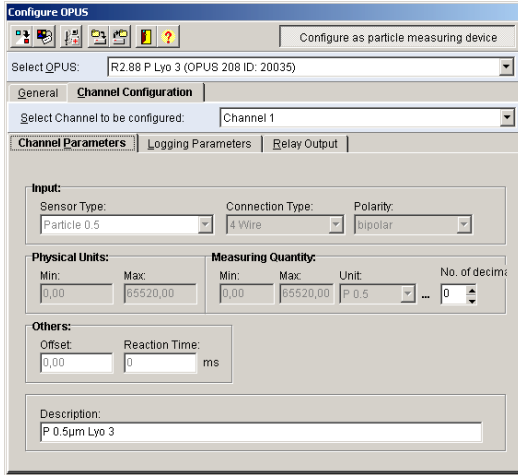 Configure OPUS
Configure as particle measuring device
Select OPUS: R2.88 P Lyo 3 (OPUS 208 ID: 20035)
General Channel Configuration
Select Channel to be configured: Channel 1
Channel Parameters Logging Parameters Relay Output
Input:
Sensor Type: Connection Type: Polarity:
Particle 0.5 4 Wire bipolar
Physical Units: Measuring Quantity:
Min: Max: Min: Max: Unit: No. of decima
0,00 65520,00 0,00 65520,00 P 0.5 ... 0
Others:
Offset: Reaction Time:
0,00 0 ms
Description:
P 0.5µm Lyo 3